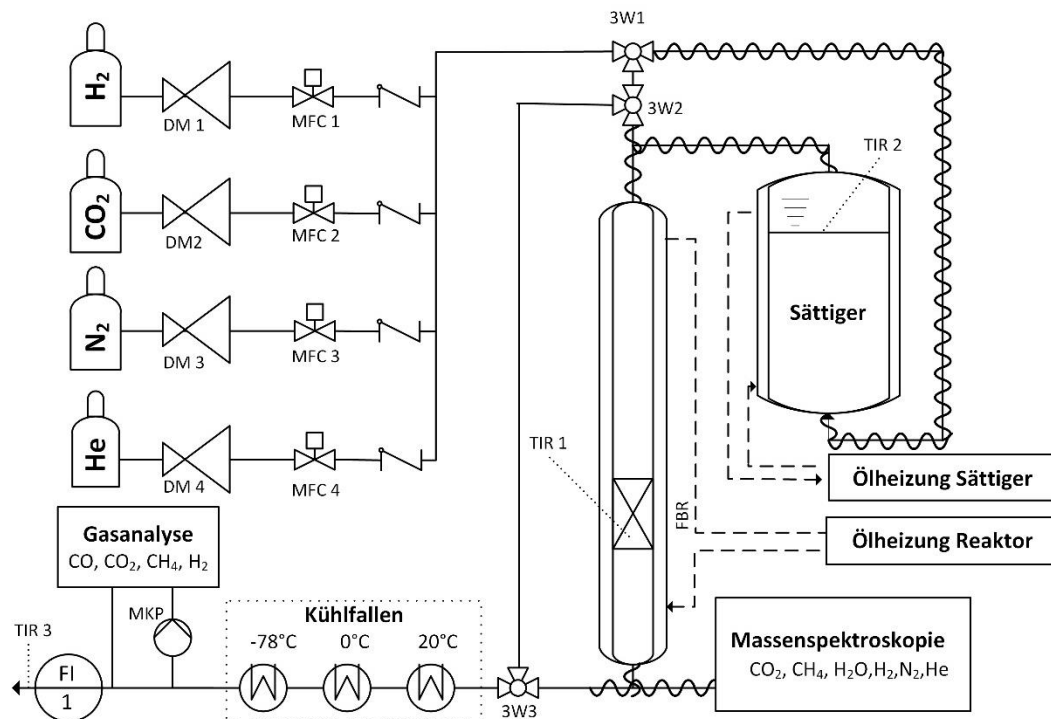 3W1
H₂
DM 1
MFC 1
3W2
CO₂
DM2
MFC 2
TIR 2
N₂
DM 3
MFC 3
Sättiger
He
DM 4
MFC 4
TIR 1
FBR
Ölheizung Sättiger
Ölheizung Reaktor
Gasanalyse
CO, CO₂, CH₄, H₂
MKP
TIR 3
FI
1
Kühlfallen
-78°C 0°C 20°C
3W3
Massenspektroskopie
CO₂, CH₄, H₂O,H₂,N₂,He